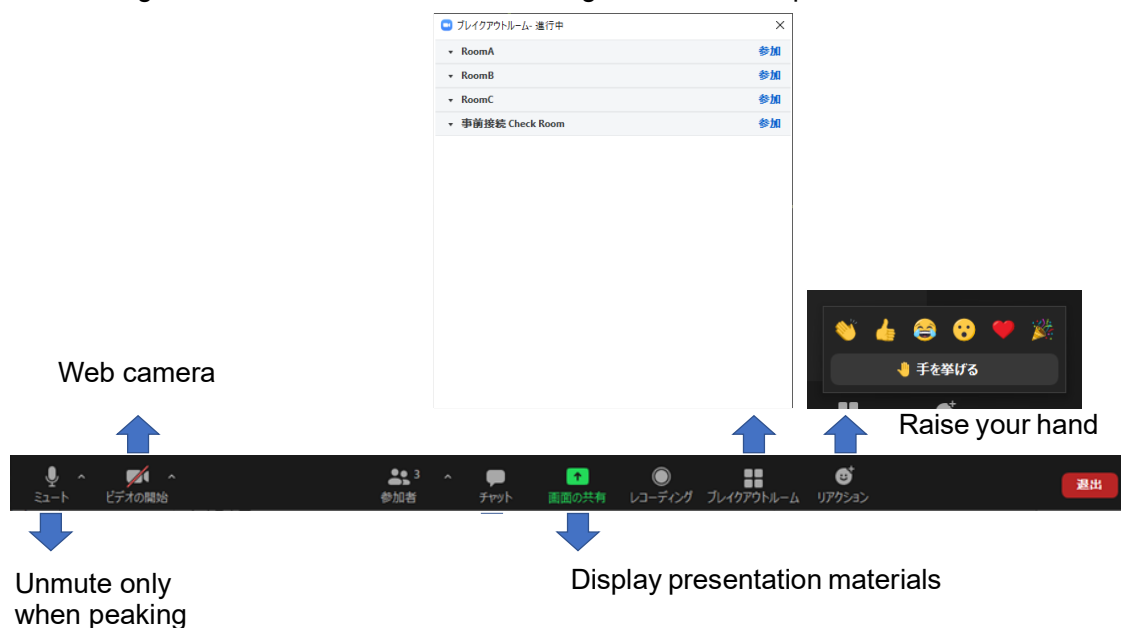 ブレイクアウトルーム- 進行中
RoomA 参加
RoomB 参加
RoomC 参加
事前接続 Check Room 参加
手を挙げる
Web camera
Raise your hand
3
ミュート ビデオの開始 参加者 チャット 画面の共有 レコーディング ブレイクアウトルーム リアクション 退出
Unmute only
when peaking
Display presentation materials